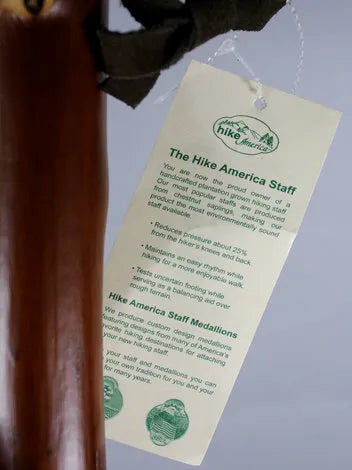 hike
America
The Hike America Staff
You are now the proud owner of a
handcrafted plantation grown hiking staff.
Our most popular staffs are produced
from chestnut saplings, making our
product the most environmentally sound
staff available.
• Reduces pressure about 25%
from the hiker's knees and back.
• Maintains an easy rhythm while
hiking for a more enjoyable walk.
• Tests uncertain footing while
serving as a balancing aid over
rough terrain.
Hike America Staff Medallions
We produce custom design medallions
featuring designs from many of America's
favorite hiking destinations for attaching
your new hiking staff.
your staff and medallions you can
your own tradition for you and your
for many years.